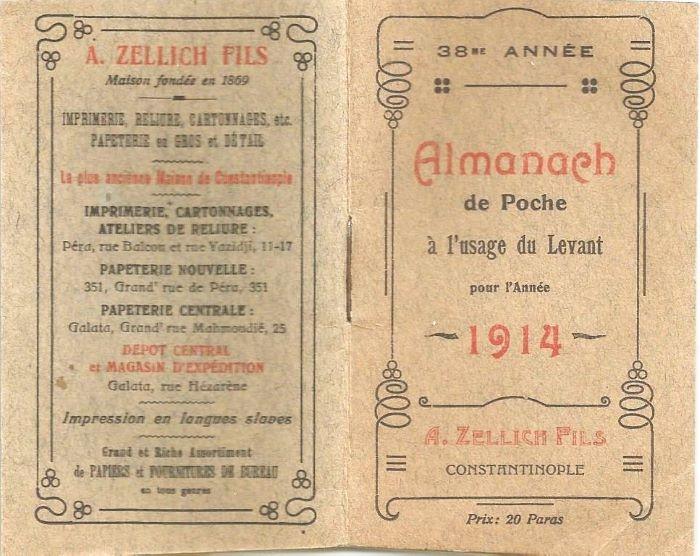 A. ZELLICH FILS
Maison fondée en 1869
IMPRIMERIE, RELIURE, CARTONNAGES, etc.
PAPETERIE en GROS et DÉTAIL
La plus ancienne Maison de Constantinople
IMPRIMERIE, CARTONNAGES,
ATELIERS DE RELIURE:
Péra, rue Balcon et rue Yazidji, 11-17
PAPETERIE NOUVELLE:
351, Grand' rue de Péra, 351
PAPETERIE CENTRALE:
Galata, Grand' rue Mahmoudié, 25
DEPOT CENTRAL
et MAGASIN D'EXPÉDITION
Galata, rue Hézarène
Impression en langues slaves
Grand et Riche Assortiment
de PAPIERS et FOURNITURES DE BUREAU
en tous genres
38ME ANNÉE
Almanach
de Poche
à l'usage du Levant
pour l'Année
1914
A. ZELLICH FILS
CONSTANTINOPLE
Prix: 20 Paras